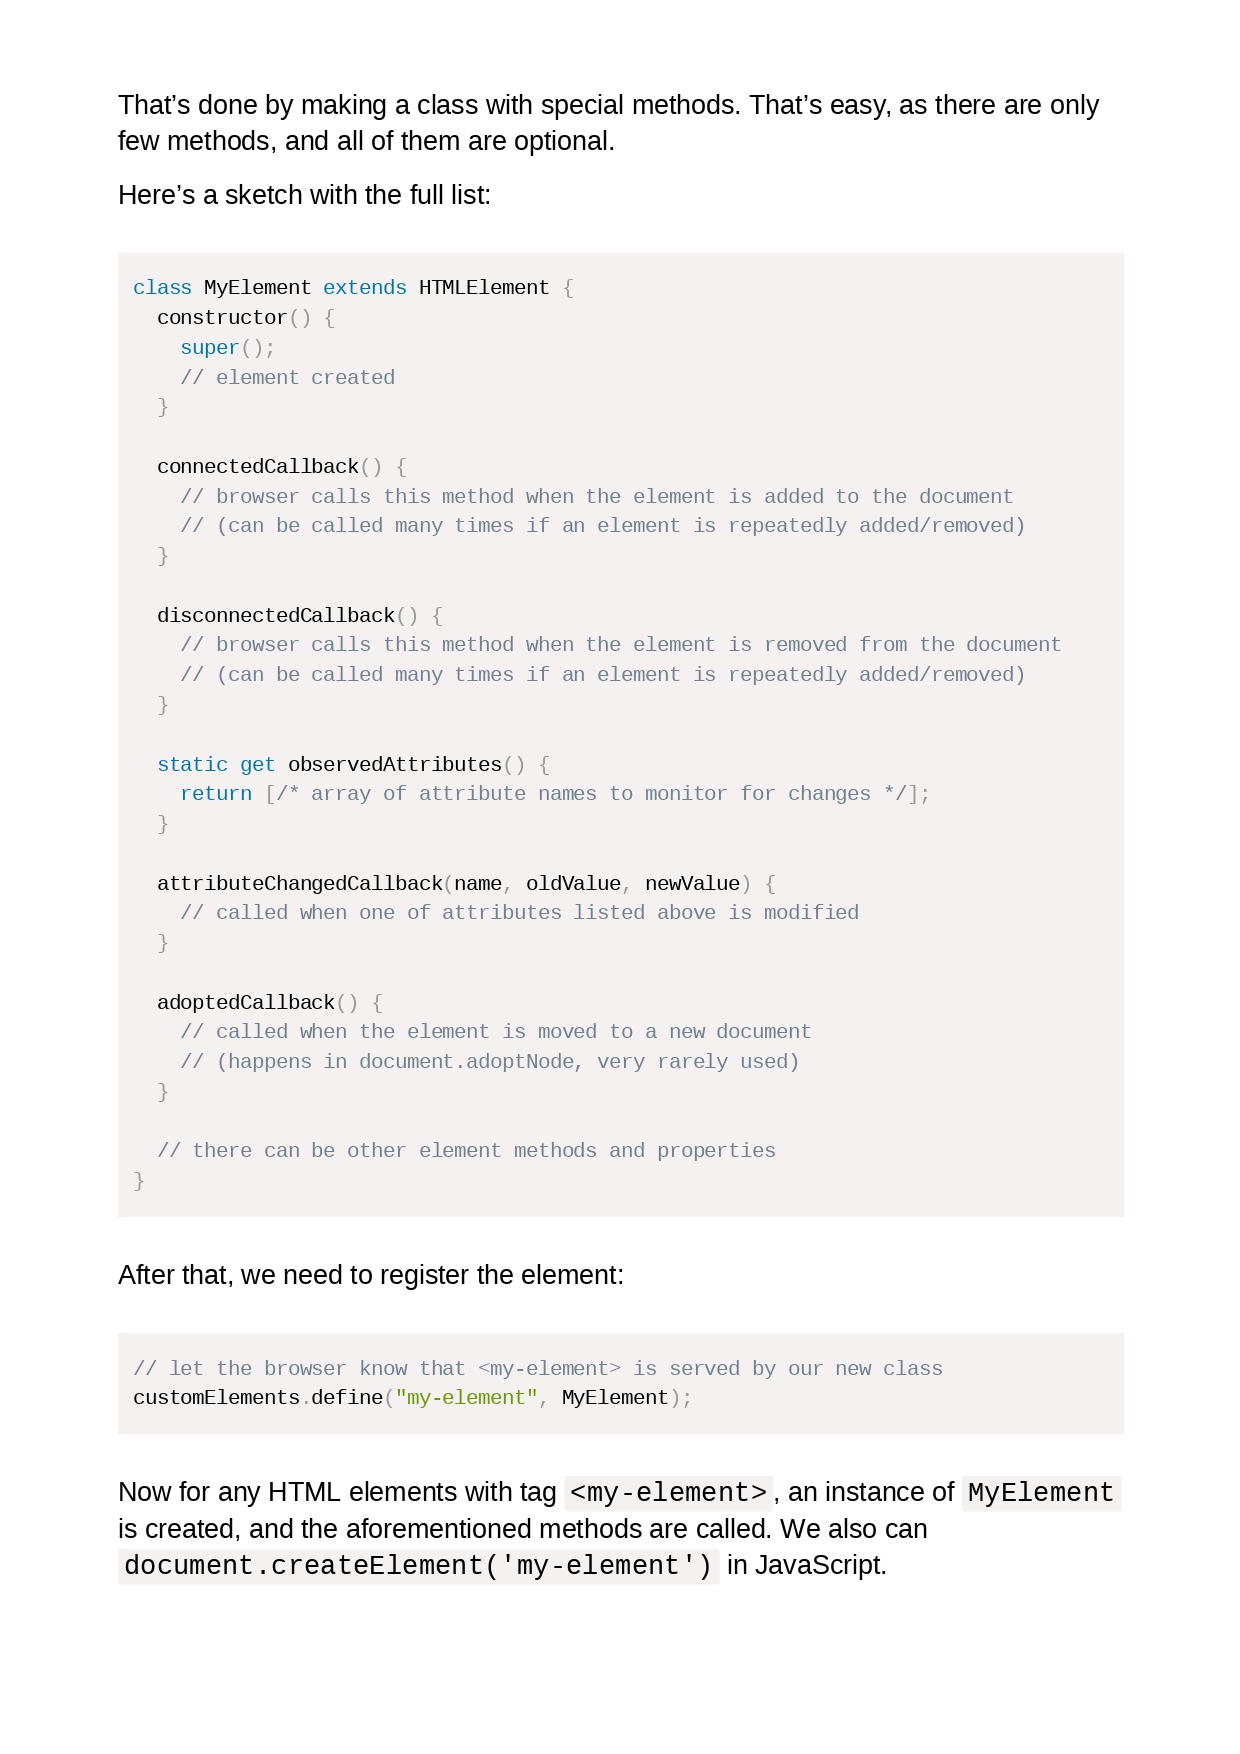 That’s done by making a class with special methods. That’s easy, as there are only
few methods, and all of them are optional.
Here’s a sketch with the full list:
class MyElement extends HTMLElement {
  constructor() {
    super();
    // element created
  }

  connectedCallback() {
    // browser calls this method when the element is added to the document
    // (can be called many times if an element is repeatedly added/removed)
  }

  disconnectedCallback() {
    // browser calls this method when the element is removed from the document
    // (can be called many times if an element is repeatedly added/removed)
  }

  static get observedAttributes() {
    return [/* array of attribute names to monitor for changes */];
  }

  attributeChangedCallback(name, oldValue, newValue) {
    // called when one of attributes listed above is modified
  }

  adoptedCallback() {
    // called when the element is moved to a new document
    // (happens in document.adoptNode, very rarely used)
  }

  // there can be other element methods and properties
}
After that, we need to register the element:
// let the browser know that <my-element> is served by our new class
customElements.define("my-element", MyElement);
Now for any HTML elements with tag <my-element>, an instance of MyElement
is created, and the aforementioned methods are called. We also can
document.createElement('my-element') in JavaScript.